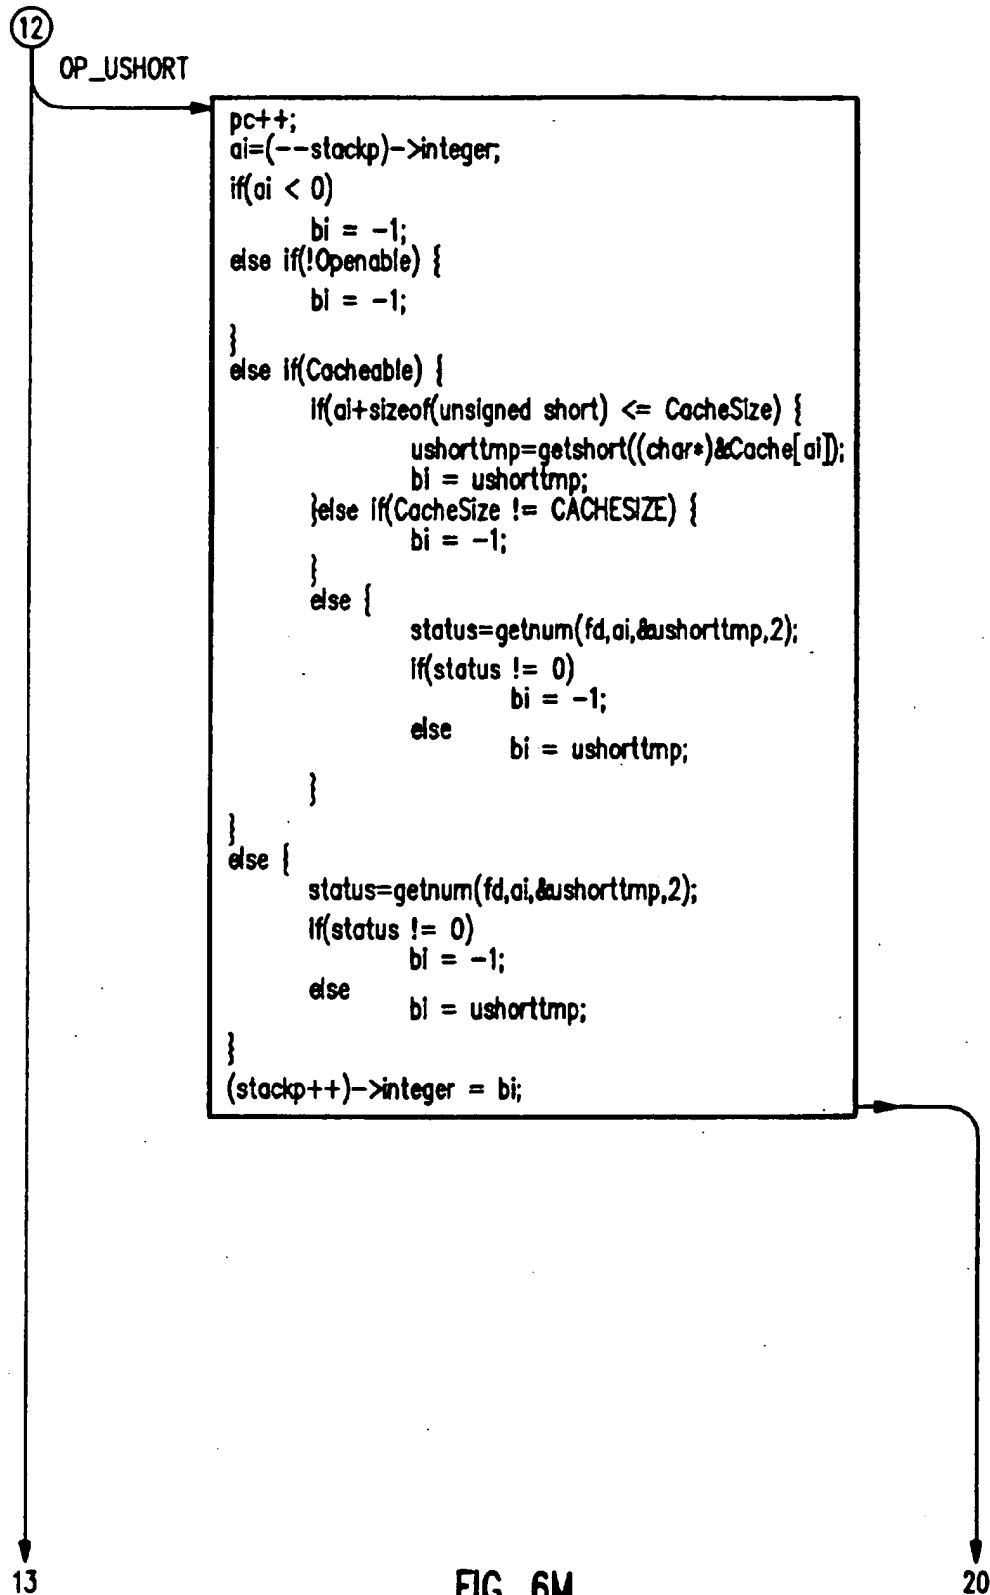 12
OP_USHORT
pc++;
ai=(--stackp)->integer;
if(ai < 0)
bi = -1;
else if(!Openable) {
bi = -1;
}
else if(Cacheable) {
if(ai+sizeof(unsigned short) <= CacheSize) {
ushorttmp=getshort((char*)&Cache[ai]);
bi = ushorttmp;
}else if(CacheSize != CACHESIZE) {
bi = -1;
}
else {
status=getnum(fd,ai,&ushorttmp,2);
if(status != 0)
bi = -1;
else
bi = ushorttmp;
}
}
else {
status=getnum(fd,ai,&ushorttmp,2);
if(status != 0)
bi = -1;
else
bi = ushorttmp;
}
(stackp++)->integer = bi;
13
FIG. 6M
20